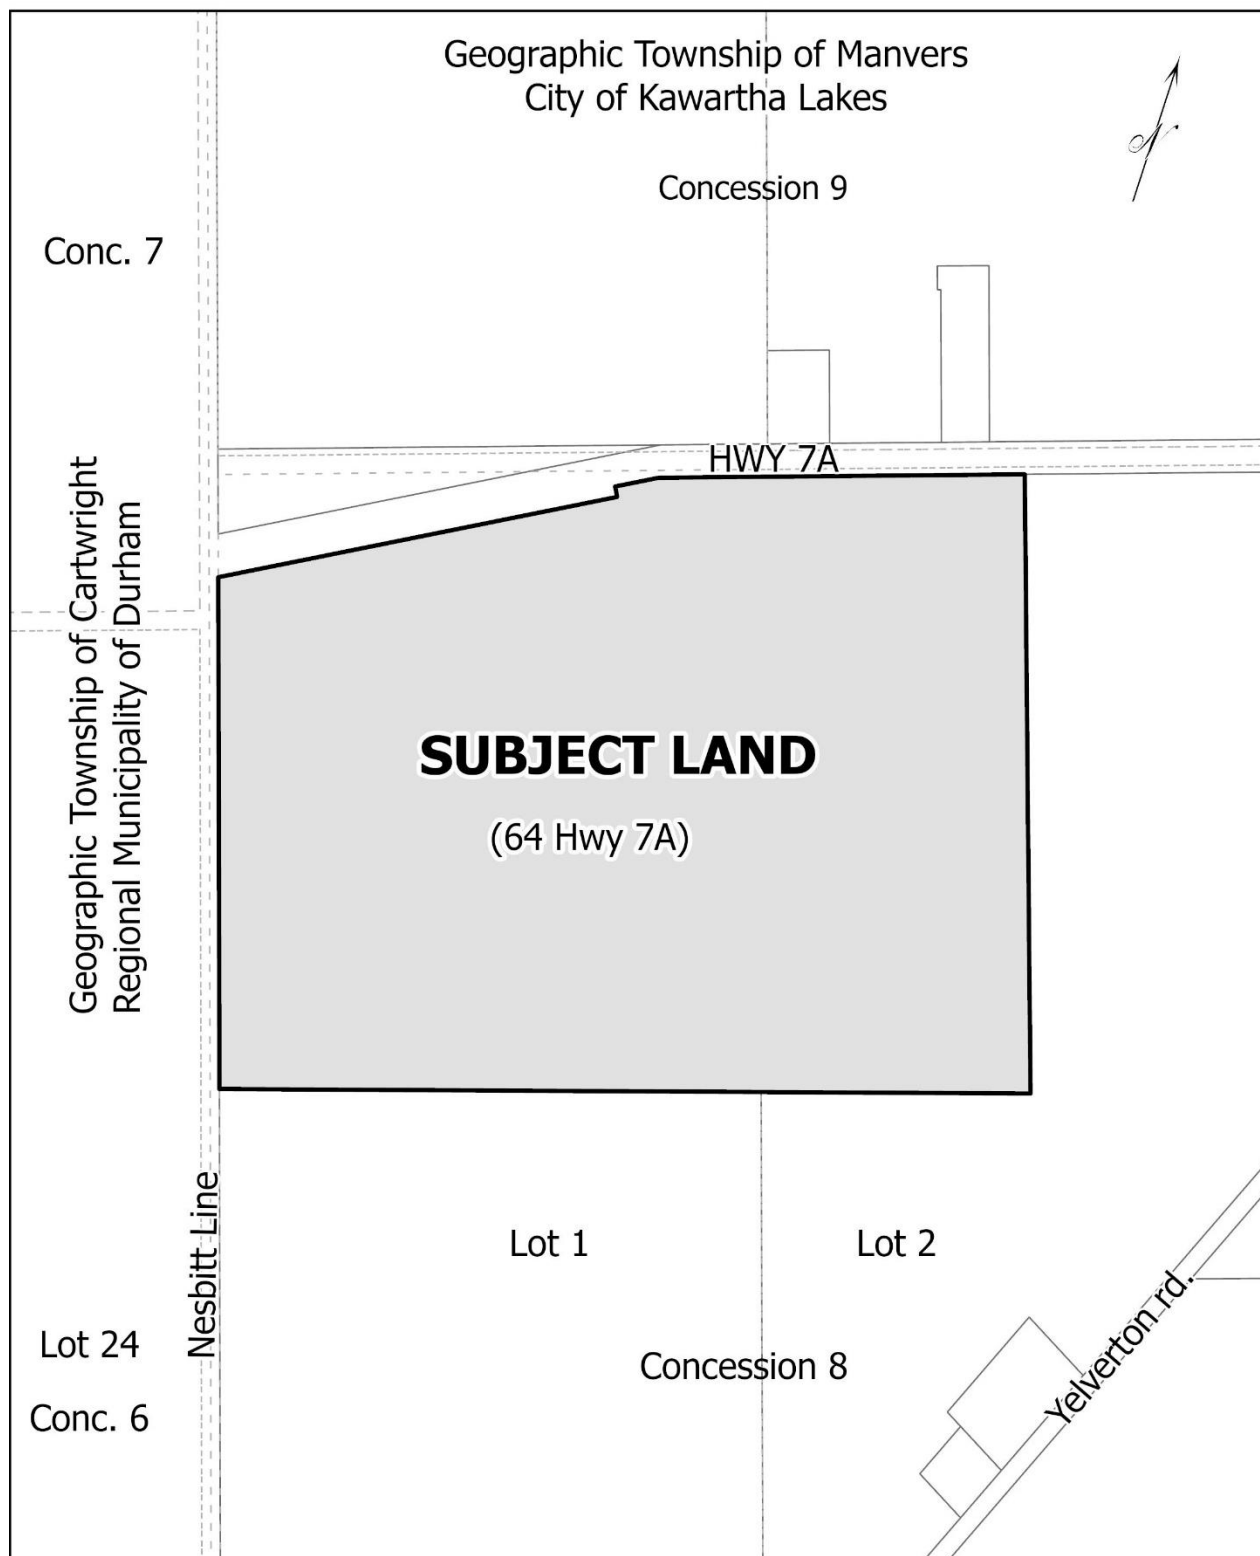 Geographic Township of Manvers
City of Kawartha Lakes
N
Concession 9
Conc. 7
HWY 7A
Geographic Township of Cartwright
Regional Municipality of Durham
SUBJECT LAND
(64 Hwy 7A)
Nesbitt Line
Lot 1
Lot 2
Yelverton rd.
Lot 24
Concession 8
Conc. 6